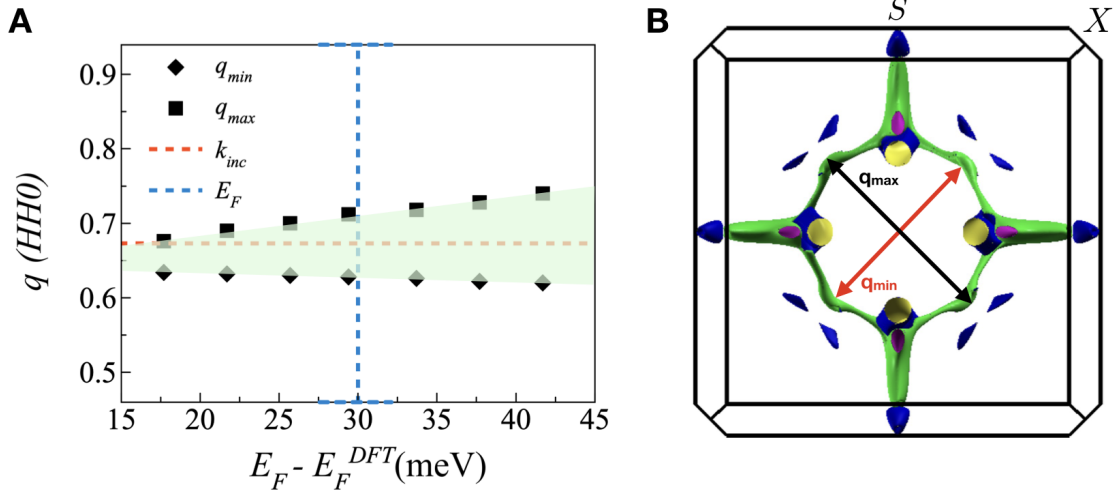 A
q (HH0)
0.9
0.8
0.7
0.6
0.5
q_min
q_max
k_inc
E_F
15 20 25 30 35 40 45
E_F - E_F^DFT(meV)
B
S
X
q_max
q_min